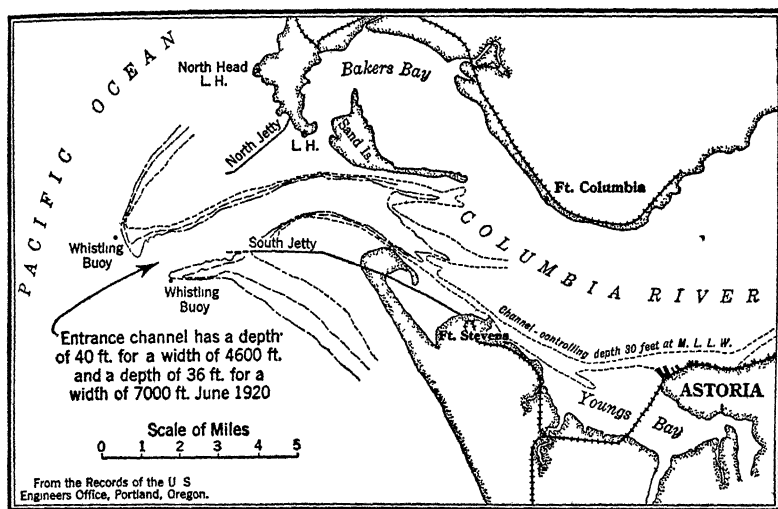 PACIFIC OCEAN
North Head
L. H.
Bakers Bay
North Jetty
L. H.
Sand Is.
Ft. Columbia
COLUMBIA RIVER
Whistling
Buoy
South Jetty
Whistling
Buoy
Entrance channel has a depth
of 40 ft. for a width of 4600 ft.
and a depth of 36 ft. for a
width of 7000 ft. June 1920
Ft. Stevens
Channel-controlling depth 30 feet at M. L. L. W.
Youngs
Bay
ASTORIA
Scale of Miles
0 1 2 3 4 5
From the Records of the U S
Engineers Office, Portland, Oregon.